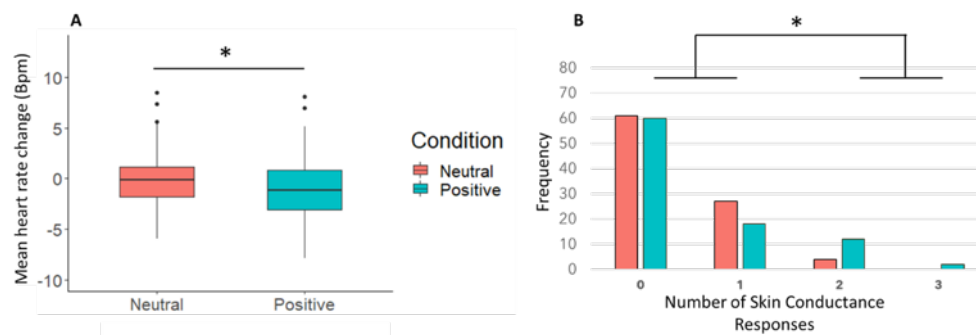 A
*
Mean heart rate change (Bpm)
10
5
0
-5
-10
Neutral
Positive
Condition
Neutral
Positive
B
*
Frequency
80
70
60
50
40
30
20
10
0
0
1
2
3
Number of Skin Conductance
Responses